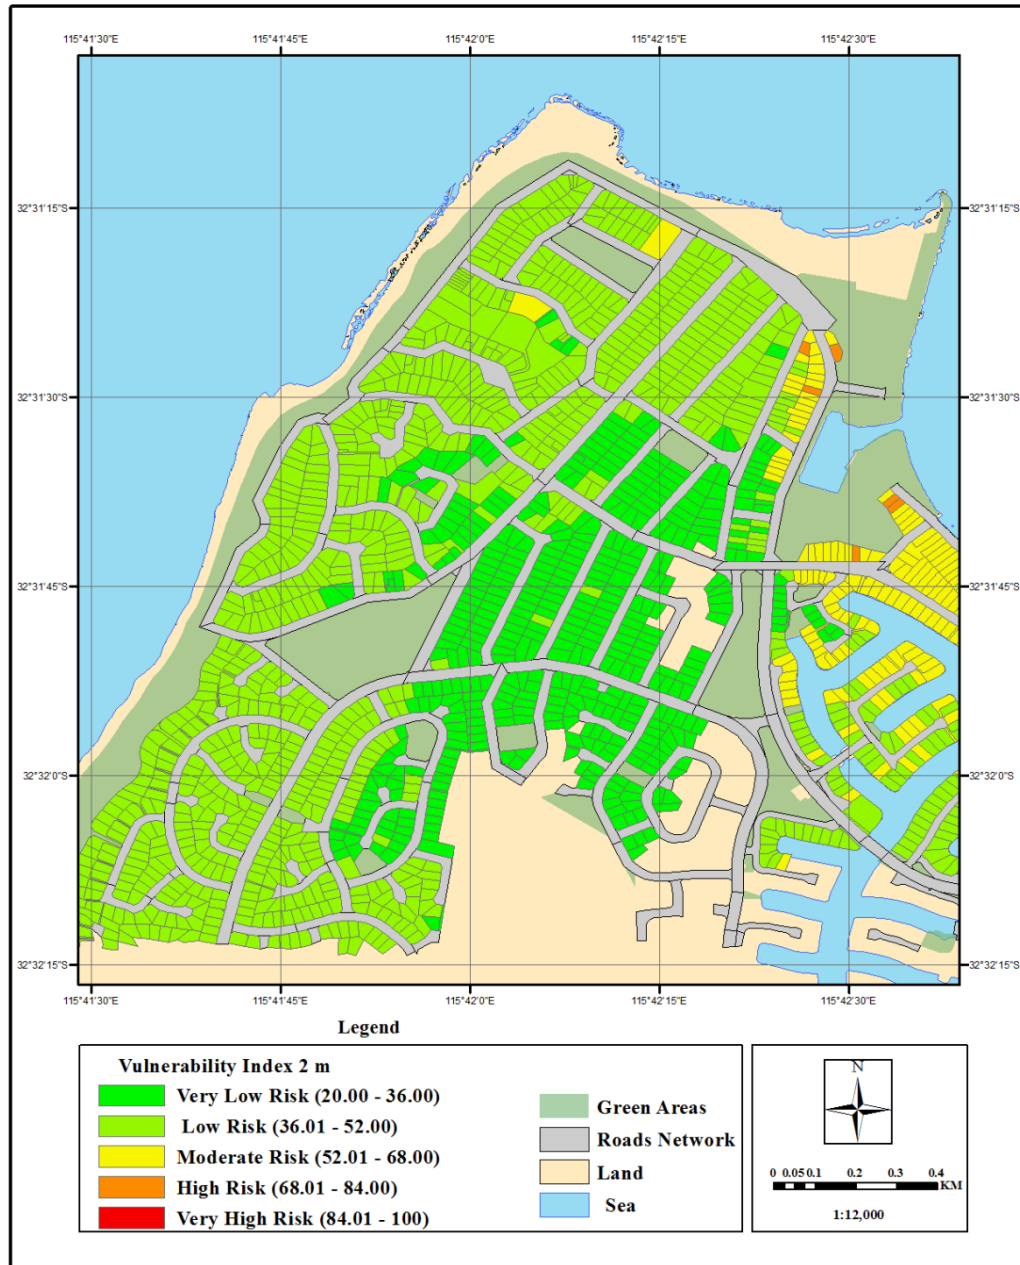 115°41'30"E 115°41'45"E 115°42'0"E 115°42'15"E 115°42'30"E
32°31'15"S 32°31'15"S
32°31'30"S 32°31'30"S
32°31'45"S 32°31'45"S
32°32'0"S 32°32'0"S
32°32'15"S 32°32'15"S
115°41'30"E 115°41'45"E 115°42'0"E 115°42'15"E 115°42'30"E
Legend
Vulnerability Index 2 m
Very Low Risk (20.00 - 36.00)
Low Risk (36.01 - 52.00)
Moderate Risk (52.01 - 68.00)
High Risk (68.01 - 84.00)
Very High Risk (84.01 - 100)
Green Areas
Roads Network
Land
Sea
N
0 0.05 0.1 0.2 0.3 0.4
KM
1:12,000